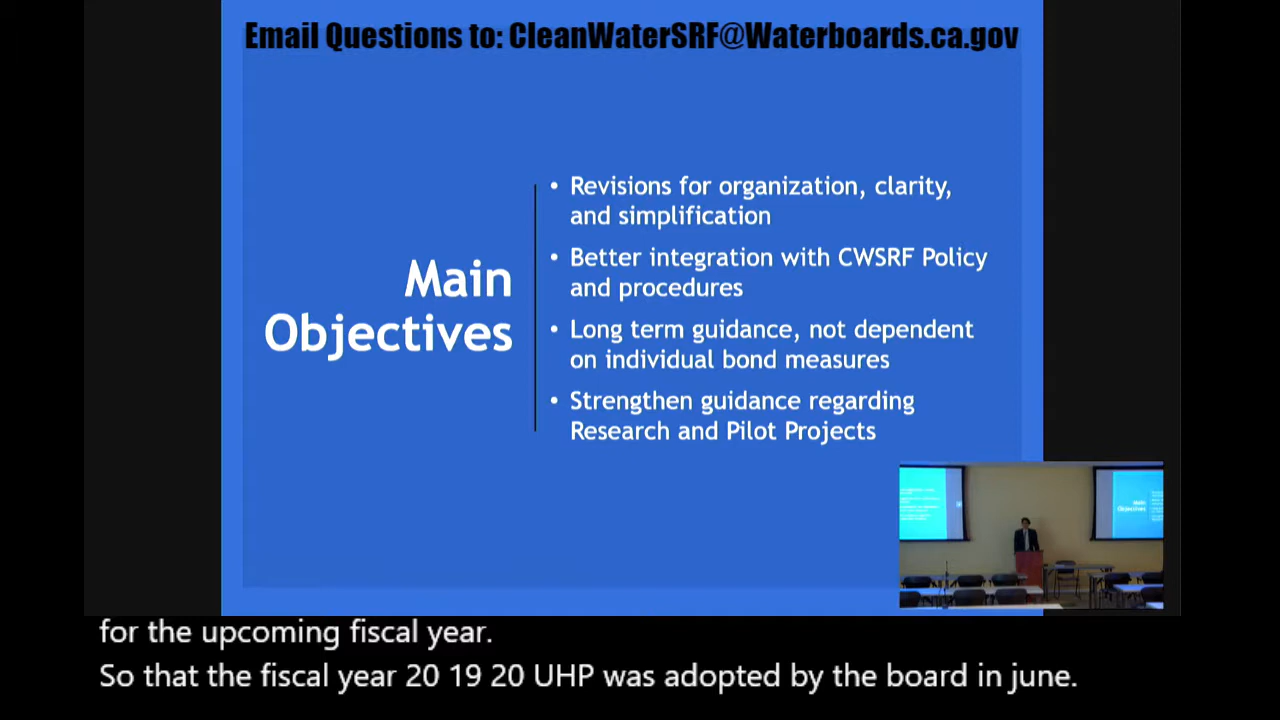 Email Questions to: CleanWaterSRF@Waterboards.ca.gov
Main
Objectives
• Revisions for organization, clarity,
and simplification
• Better integration with CWSRF Policy
and procedures
• Long term guidance, not dependent
on individual bond measures
• Strengthen guidance regarding
Research and Pilot Projects
Main
Objectives
for the upcoming fiscal year.
So that the fiscal year 20 19 20 UHP was adopted by the board in june.